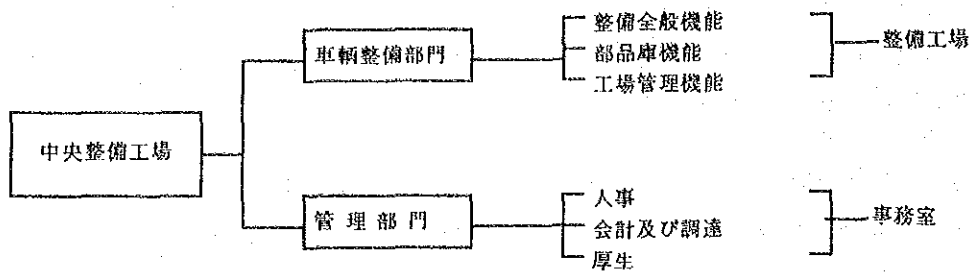 整備全般機能
車輌整備部門
部品庫機能
整備工場
工場管理機能
中央整備工場
人事
管理部門
会計及び調達
事務室
厚生